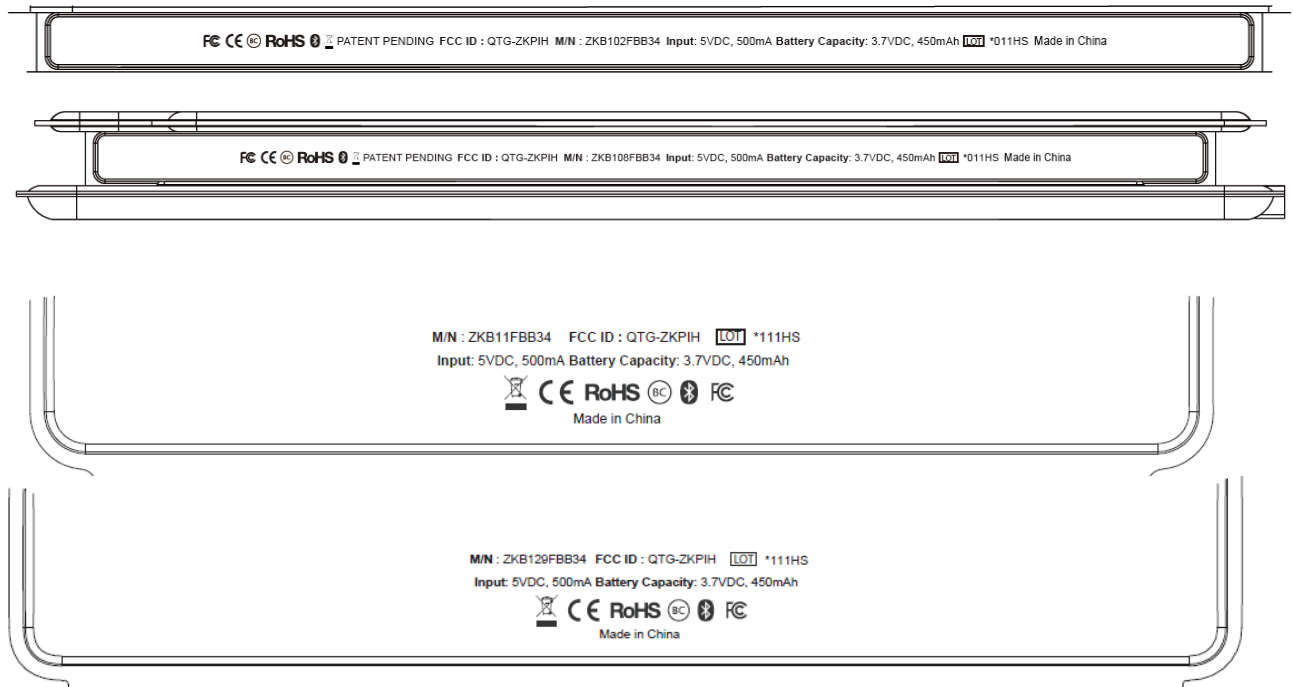 FC CE BC RoHS PATENT PENDING FCC ID : QTG-ZKPIH M/N : ZKB102FBB34 Input: 5VDC, 500mA Battery Capacity: 3.7VDC, 450mAh LOT *011HS Made in China
FC CE BC RoHS PATENT PENDING FCC ID : QTG-ZKPIH M/N : ZKB108FBB34 Input: 5VDC, 500mA Battery Capacity: 3.7VDC, 450mAh LOT *011HS Made in China
M/N : ZKB11FBB34 FCC ID : QTG-ZKPIH LOT *111HS
Input: 5VDC, 500mA Battery Capacity: 3.7VDC, 450mAh
CE RoHS BC FC
Made in China
M/N : ZKB129FBB34 FCC ID : QTG-ZKPIH LOT *111HS
Input: 5VDC, 500mA Battery Capacity: 3.7VDC, 450mAh
CE RoHS BC FC
Made in China